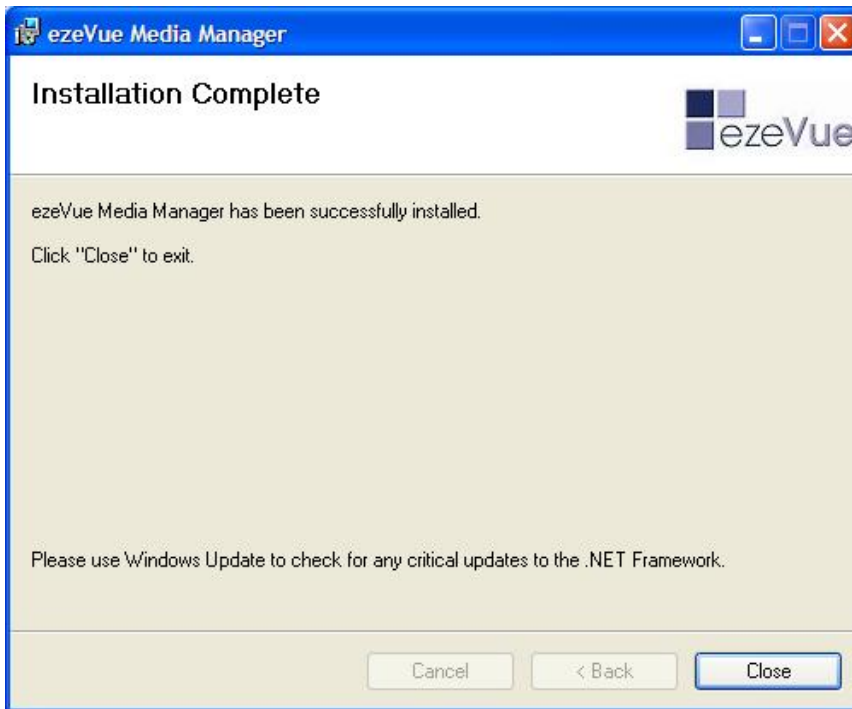 ezeVue Media Manager
Installation Complete
ezeVue
ezeVue Media Manager has been successfully installed.
Click "Close" to exit.
Please use Windows Update to check for any critical updates to the .NET Framework.
Cancel
< Back
Close